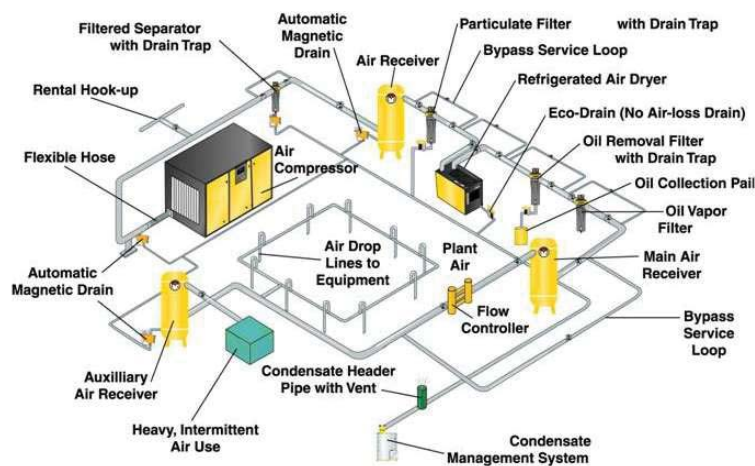 Filtered Separator
with Drain Trap
Automatic
Magnetic
Drain
Particulate Filter with Drain Trap
Air Receiver
Bypass Service Loop
Refrigerated Air Dryer
Rental Hook-up
Eco-Drain (No Air-loss Drain)
Oil Removal Filter
with Drain Trap
Flexible Hose
Air
Compressor
Oil Collection Pail
Oil Vapor
Filter
Air Drop
Lines to
Equipment
Plant
Air
Main Air
Receiver
Automatic
Magnetic Drain
Flow
Controller
Bypass
Service
Loop
Auxilliary
Air Receiver
Condensate Header
Pipe with Vent
Heavy, Intermittent
Air Use
Condensate
Management System